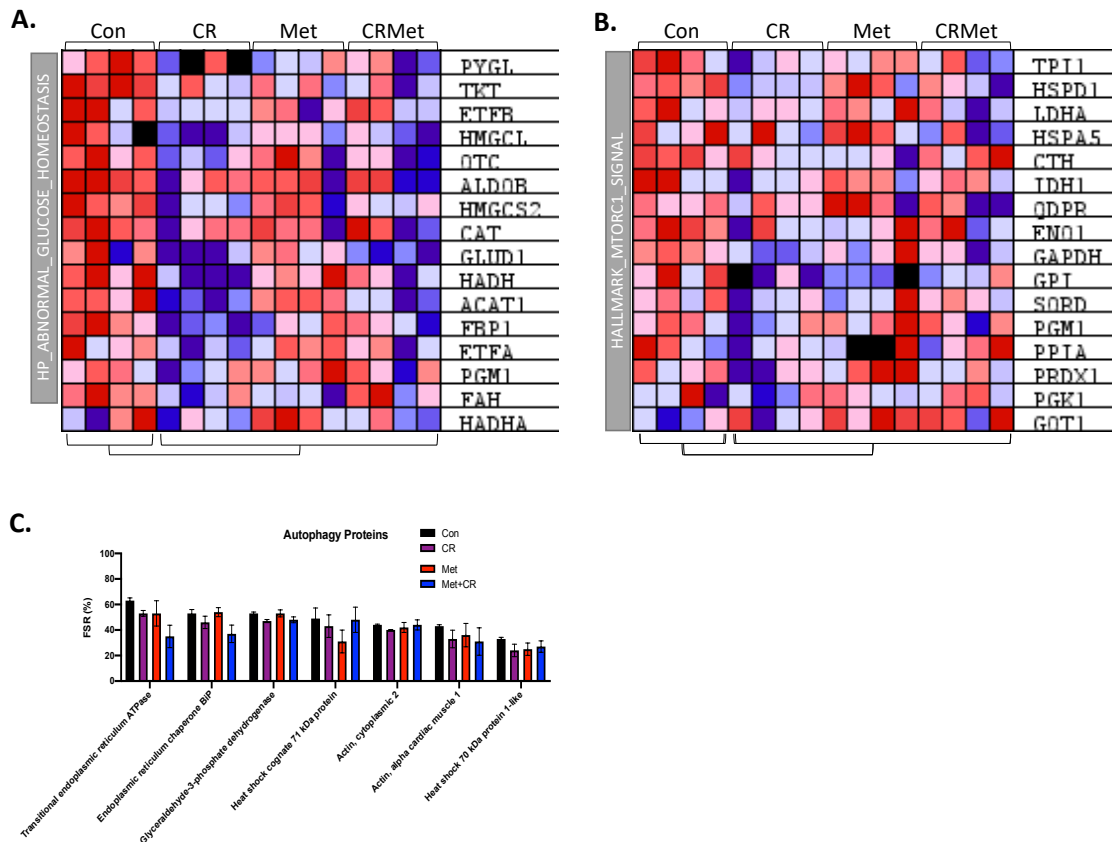 A.
Con CR Met CRMet
HP_ABNORMAL_GLUCOSE_HOMEOSTASIS
PYGL
TKT
ETFB
HMGCL
OTC
ALDOB
HMGCS2
CAT
GLUD1
HADH
ACAT1
FBP1
ETFA
PGM1
FAH
HADHA
B.
Con CR Met CRMet
HALLMARK_MTORC1_SIGNAL
TPI1
HSPD1
LDHA
HSPA5
CTH
IDH1
QDPR
ENO1
GAPDH
GPI
SORD
PGM1
PPIA
PRDX1
PGK1
GOT1
C.
Autophagy Proteins
Con
CR
Met
Met+CR
FSR (%)
100
80
60
40
20
0
Transitional endoplasmic reticulum ATPase
Endoplasmic reticulum chaperone BiP
Glyceraldehyde-3-phosphate dehydrogenase
Heat shock cognate 71 kDa protein
Actin, cytoplasmic 2
Actin, alpha cardiac muscle 1
Heat shock 70 kDa protein 1-like